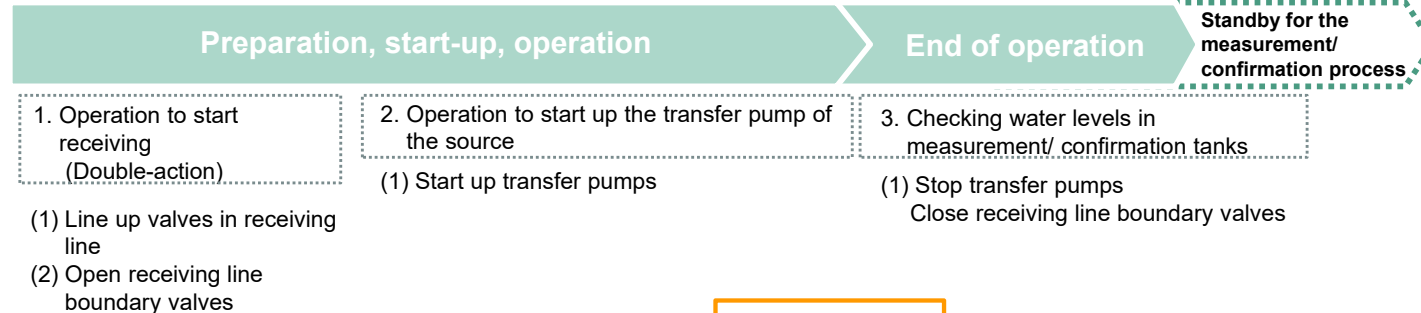 Preparation, start-up, operation
End of operation
Standby for the
measurement/
confirmation process
1. Operation to start
receiving
(Double-action)
(1) Line up valves in receiving
line
(2) Open receiving line
boundary valves
2. Operation to start up the transfer pump of
the source
(1) Start up transfer pumps
3. Checking water levels in
measurement/ confirmation tanks
(1) Stop transfer pumps
Close receiving line boundary valves